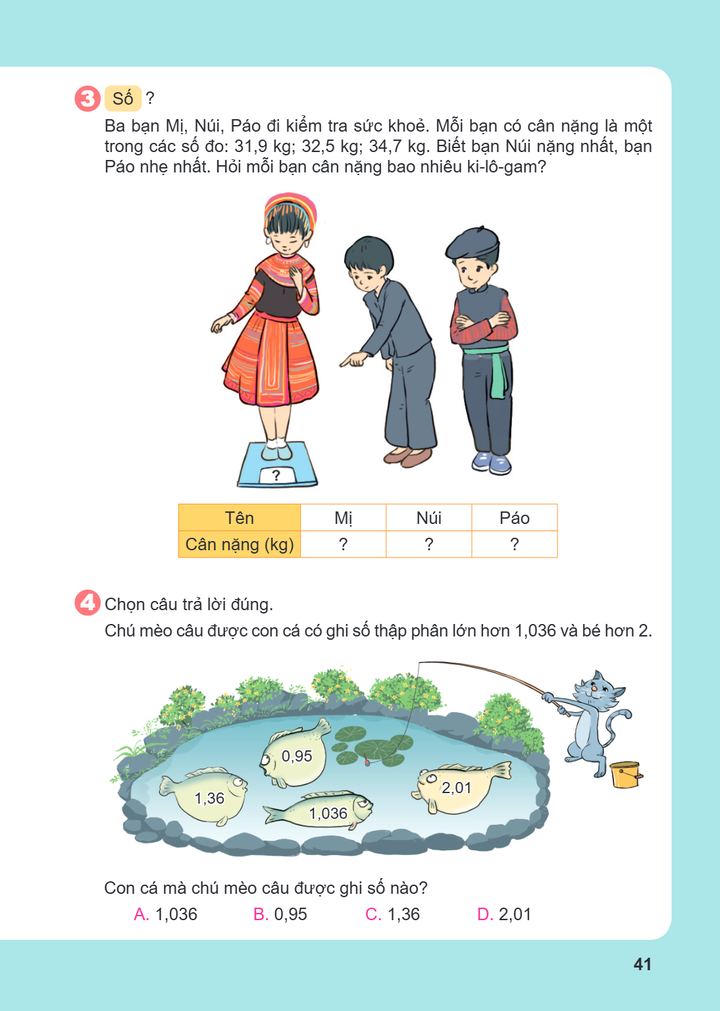 3 Số ?
Ba bạn Mị, Núi, Páo đi kiểm tra sức khoẻ. Mỗi bạn có cân nặng là một
trong các số đo: 31,9 kg; 32,5 kg; 34,7 kg. Biết bạn Núi nặng nhất, bạn
Páo nhẹ nhất. Hỏi mỗi bạn cân nặng bao nhiêu ki-lô-gam?
?
Tên Mị Núi Páo
Cân nặng (kg) ? ? ?
4 Chọn câu trả lời đúng.
Chú mèo câu được con cá có ghi số thập phân lớn hơn 1,036 và bé hơn 2.
0,95
1,36
2,01
1,036
Con cá mà chú mèo câu được ghi số nào?
A. 1,036 B. 0,95 C. 1,36 D. 2,01
41